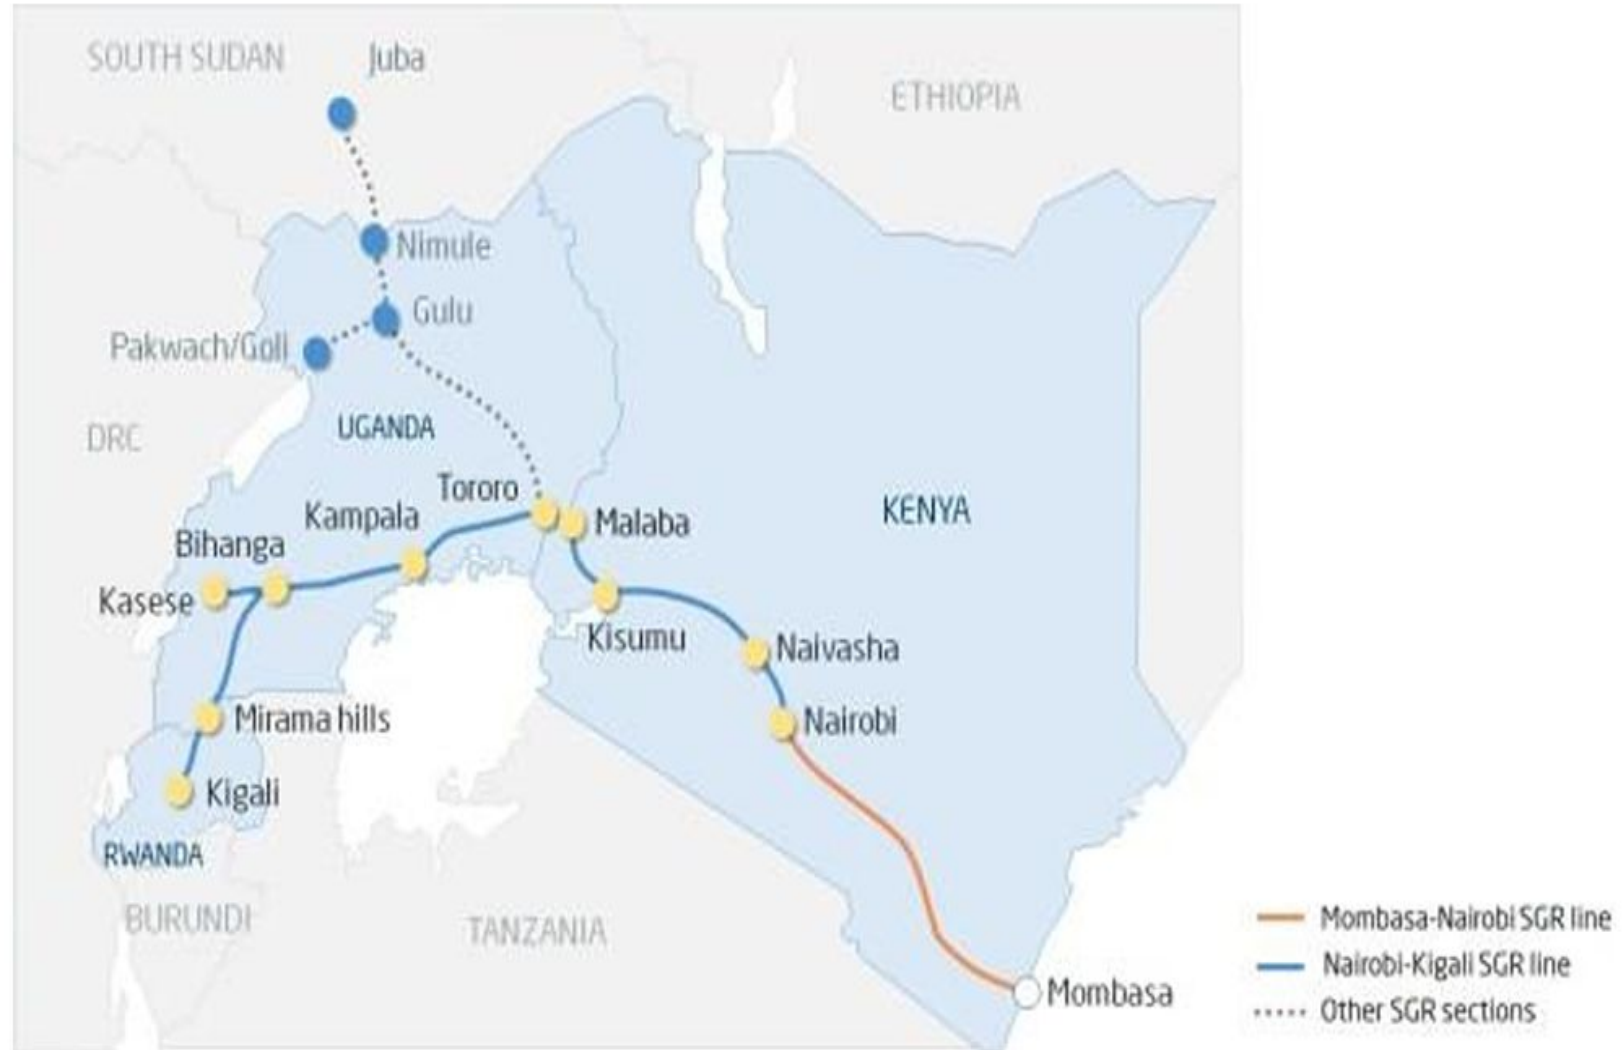 SOUTH SUDAN
Juba
ETHIOPIA
Nimule
Gulu
Pakwach/Goli
DRC
UGANDA
Tororo
Kampala
Malaba
KENYA
Bihanga
Kasese
Kisumu
Naivasha
Mirama hills
Nairobi
Kigali
RWANDA
BURUNDI
TANZANIA
Mombasa
Mombasa-Nairobi SGR line
Nairobi-Kigali SGR line
Other SGR sections